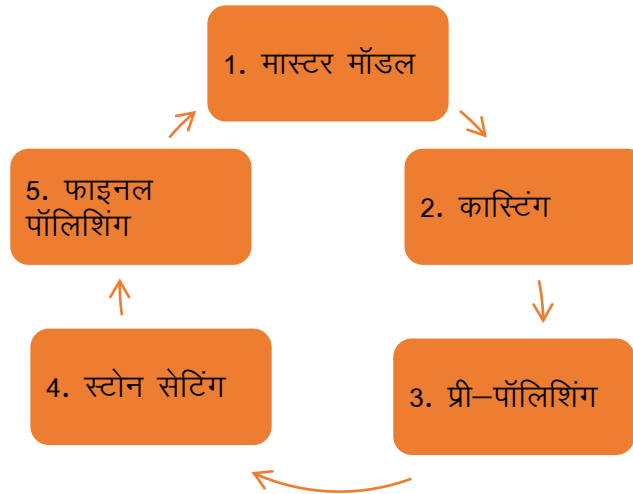 1. मास्टर मॉडल
2. कास्टिंग
3. प्री–पॉलिशिंग
4. स्टोन सेटिंग
5. फाइनल
पॉलिशिंग